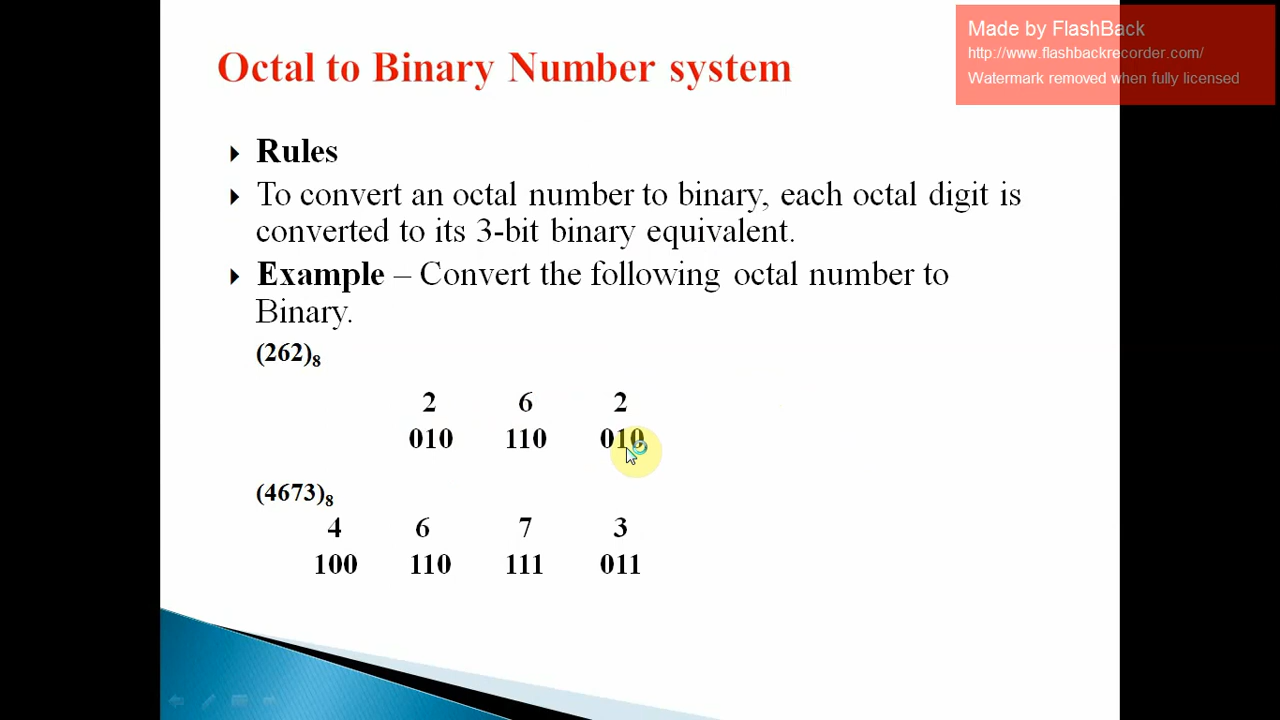 Made by FlashBack
http://www.flashbackrecorder.com/
Watermark removed when fully licensed
Octal to Binary Number system
Rules
To convert an octal number to binary, each octal digit is
converted to its 3-bit binary equivalent.
Example – Convert the following octal number to
Binary.
(262)₈
2 6 2
010 110 010
(4673)₈
4 6 7 3
100 110 111 011